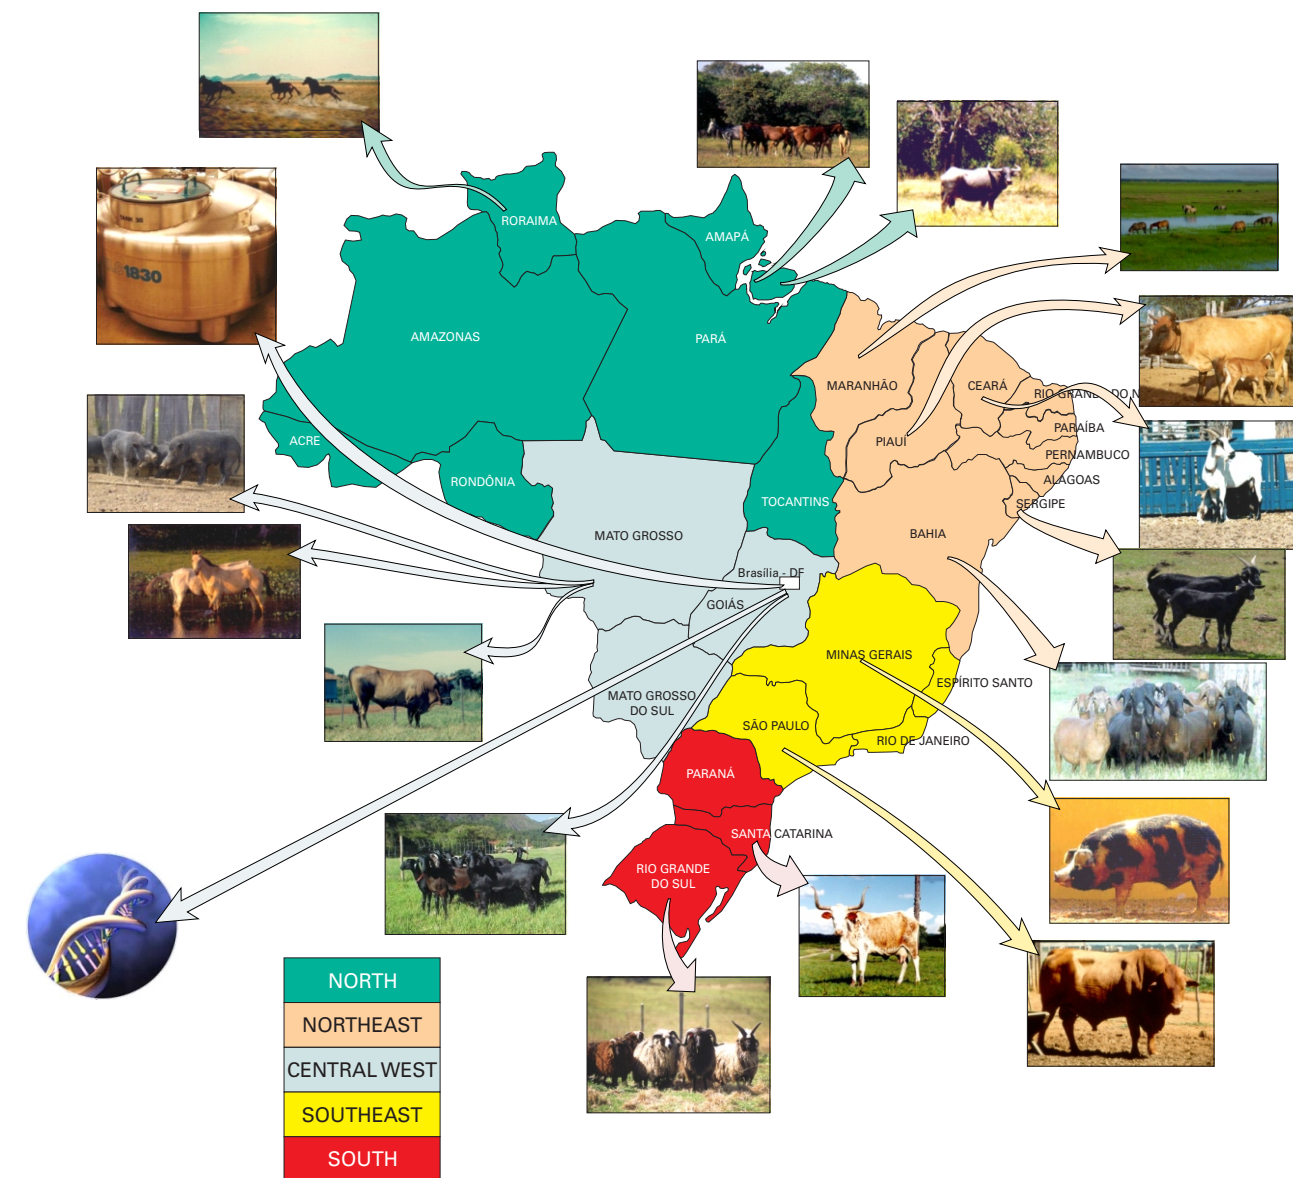 RORAIMA
AMAPÁ
AMAZONAS
PARÁ
MARANHÃO
CEARÁ
RIO GRANDE DO N
PIAUÍ
PARAÍBA
PERNAMBUCO
ALAGOAS
SERGIPE
ACRE
RONDÔNIA
TOCANTINS
MATO GROSSO
BAHIA
Brasília - DF
GOIÁS
MINAS GERAIS
ESPÍRITO SANTO
MATO GROSSO
DO SUL
SÃO PAULO
RIO DE JANEIRO
PARANÁ
SANTA CATARINA
RIO GRANDE
DO SUL
1830
NORTH
NORTHEAST
CENTRAL WEST
SOUTHEAST
SOUTH